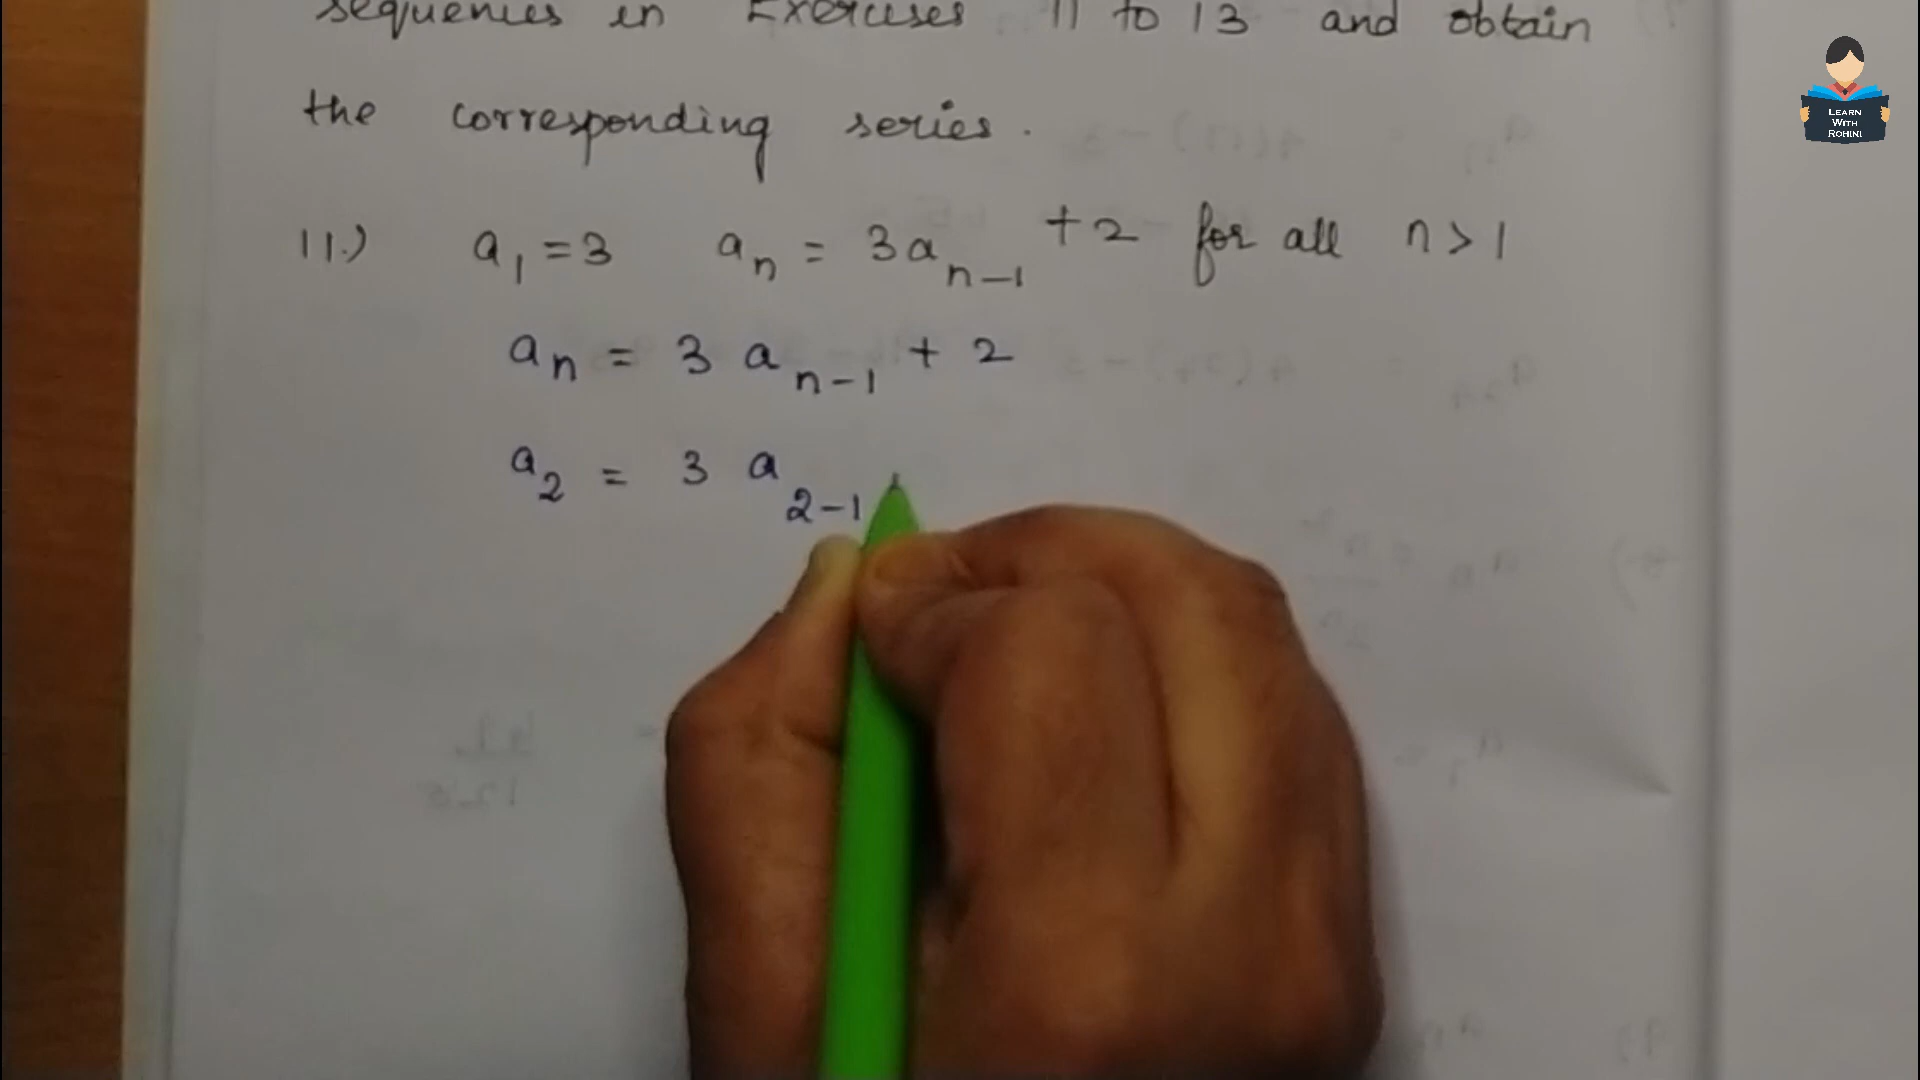 sequences in Exercises 11 to 13 and obtain
the corresponding series.
11.) a₁ = 3 aₙ = 3aₙ₋₁ + 2 for all n > 1
aₙ = 3 aₙ₋₁ + 2
a₂ = 3 a₂₋₁
LEARN
WITH
ROHINI